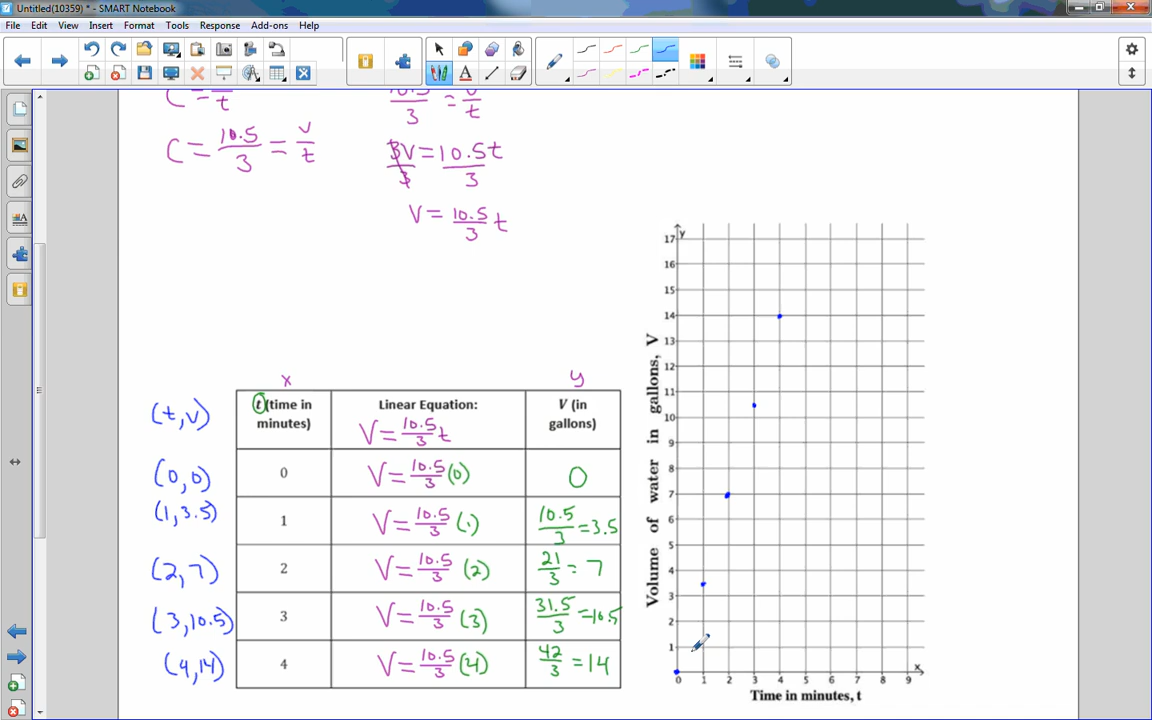 Untitled(10359) * - SMART Notebook
File Edit View Insert Format Tools Response Add-ons Help
C = — / t
10.5/3 = v/t
C = 10.5/3 = v/t
3V/3 = 10.5t/3
V = 10.5/3 t
x
y
(t,v)
t (time in minutes)
Linear Equation:
V = 10.5/3 t
V (in gallons)
(0,0) 0 V = 10.5/3 (0) 0
(1,3.5) 1 V = 10.5/3 (1) 10.5/3 = 3.5
(2,7) 2 V = 10.5/3 (2) 21/3 = 7
(3,10.5) 3 V = 10.5/3 (3) 31.5/3 = 10.5
(4,14) 4 V = 10.5/3 (4) 42/3 = 14
y
17
16
15
14
13
12
11
10
9
8
7
6
5
4
3
2
1
Volume of water in gallons, V
x
0 1 2 3 4 5 6 7 8 9
Time in minutes, t